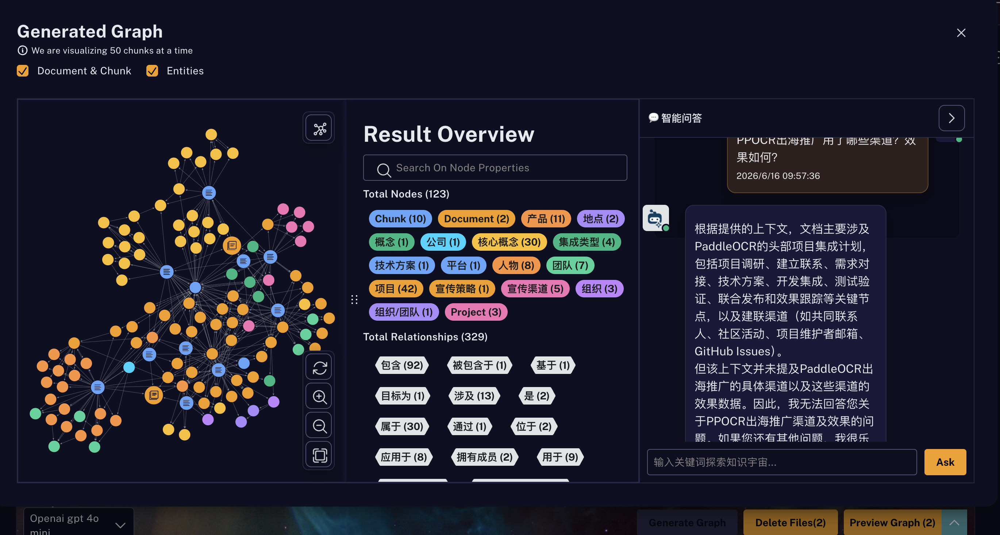 Generated Graph
We are visualizing 50 chunks at a time
Document & Chunk
Entities
Result Overview
Search On Node Properties
Total Nodes (123)
Chunk (10)
Document (2)
产品 (11)
地点 (2)
概念 (1)
公司 (1)
核心概念 (30)
集成类型 (4)
技术方案 (1)
平台 (1)
人物 (8)
团队 (7)
项目 (42)
宣传策略 (1)
宣传渠道 (5)
组织 (3)
组织/团队 (1)
Project (3)
Total Relationships (329)
包含 (92)
被包含于 (1)
基于 (1)
目标为 (1)
涉及 (13)
是 (2)
属于 (30)
通过 (1)
位于 (2)
应用于 (8)
拥有成员 (2)
用于 (9)
智能问答
PPOCR出海推广用了哪些渠道？效
果如何?
2026/6/16 09:57:36
根据提供的上下文，文档主要涉及
PaddleOCR的头部项目集成计划，
包括项目调研、建立联系、需求对
接、技术方案、开发集成、测试验
证、联合发布和效果跟踪等关键节
点，以及建联渠道（如共同联系
人、社区活动、项目维护者邮箱、
GitHub Issues）。
但该上下文并未提及PaddleOCR出
海推广的具体渠道以及这些渠道的
效果数据。因此，我无法回答您关
于PPOCR出海推广渠道及效果的问
题。如果您还有其他问题，我很乐
输入关键词探索知识宇宙...
Ask
Openai gpt 4o
mini
Generate Graph
Delete Files(2)
Preview Graph (2)